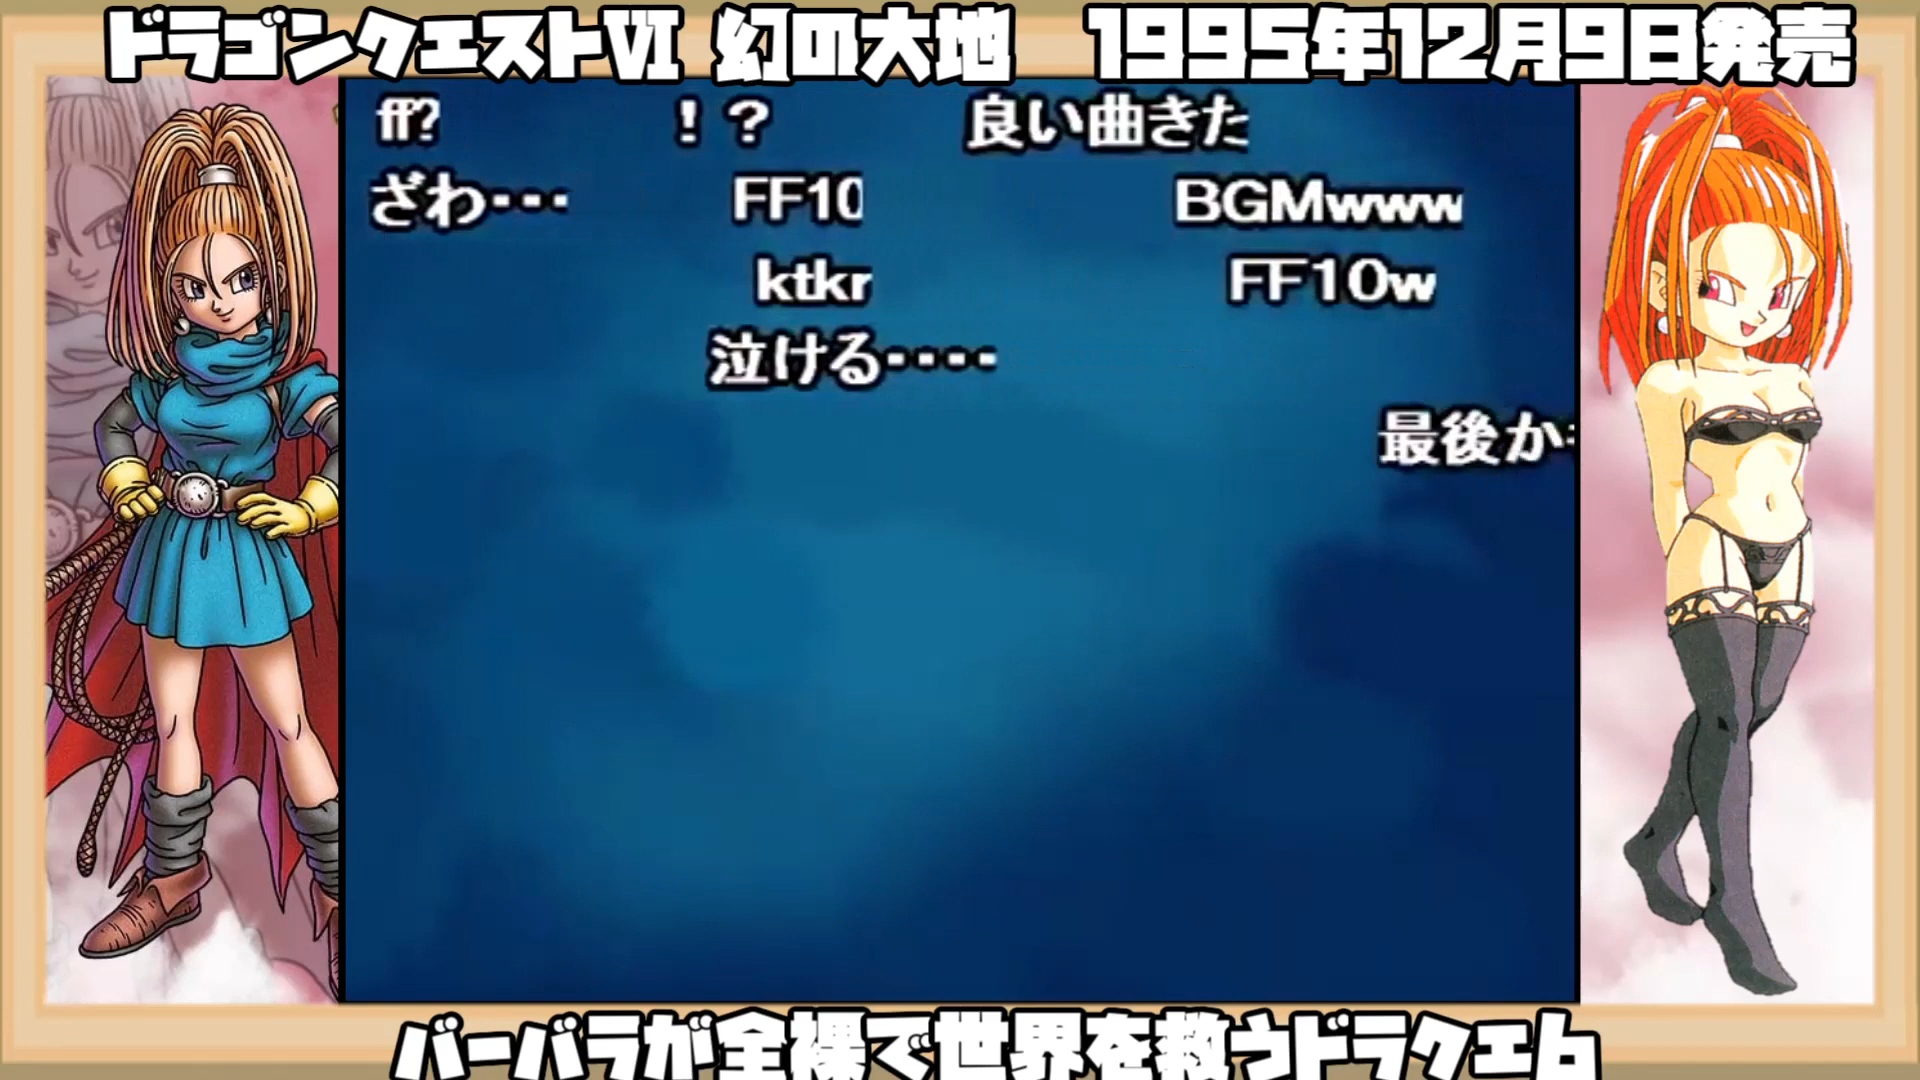 ドラゴンクエストVI 幻の大地　1995年12月9日発売
ff?　！？　良い曲きた
ざわ･･･　FF10　BGMwww
ktkr　FF10w
泣ける････
最後か
バーバラが全裸で世界を救うドラクエ6